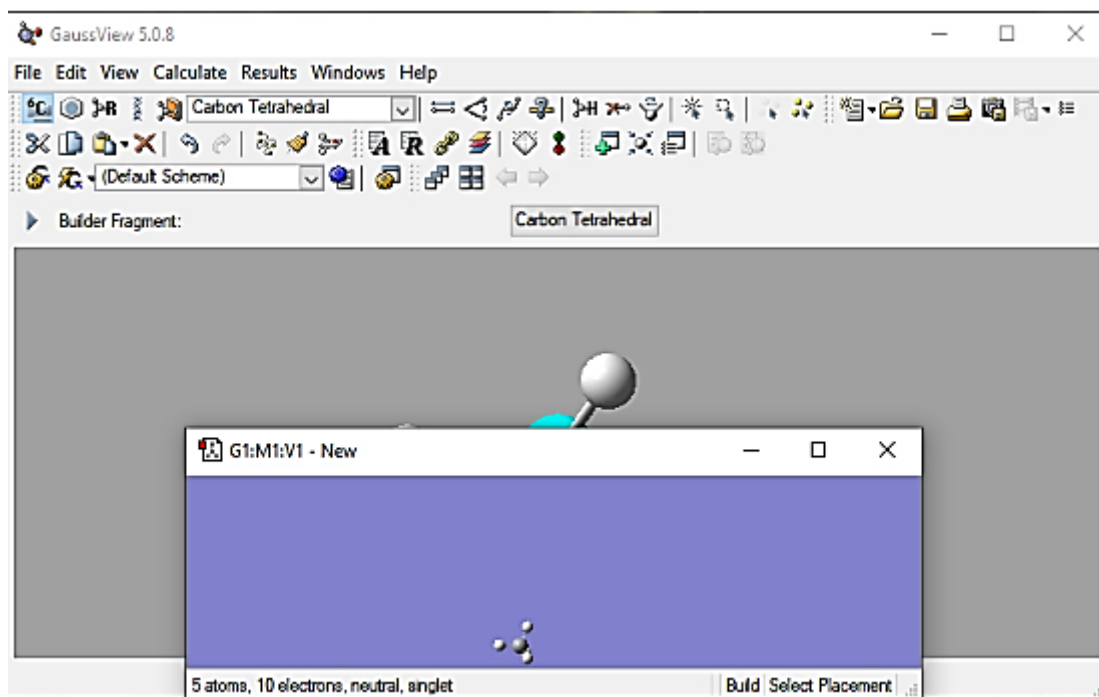 GaussView 5.0.8
File Edit View Calculate Results Windows Help
6C R Carbon Tetrahedral H
A R
(Default Scheme)
Builder Fragment: Carbon Tetrahedral
G1:M1:V1 - New
5 atoms, 10 electrons, neutral, singlet Build Select Placement